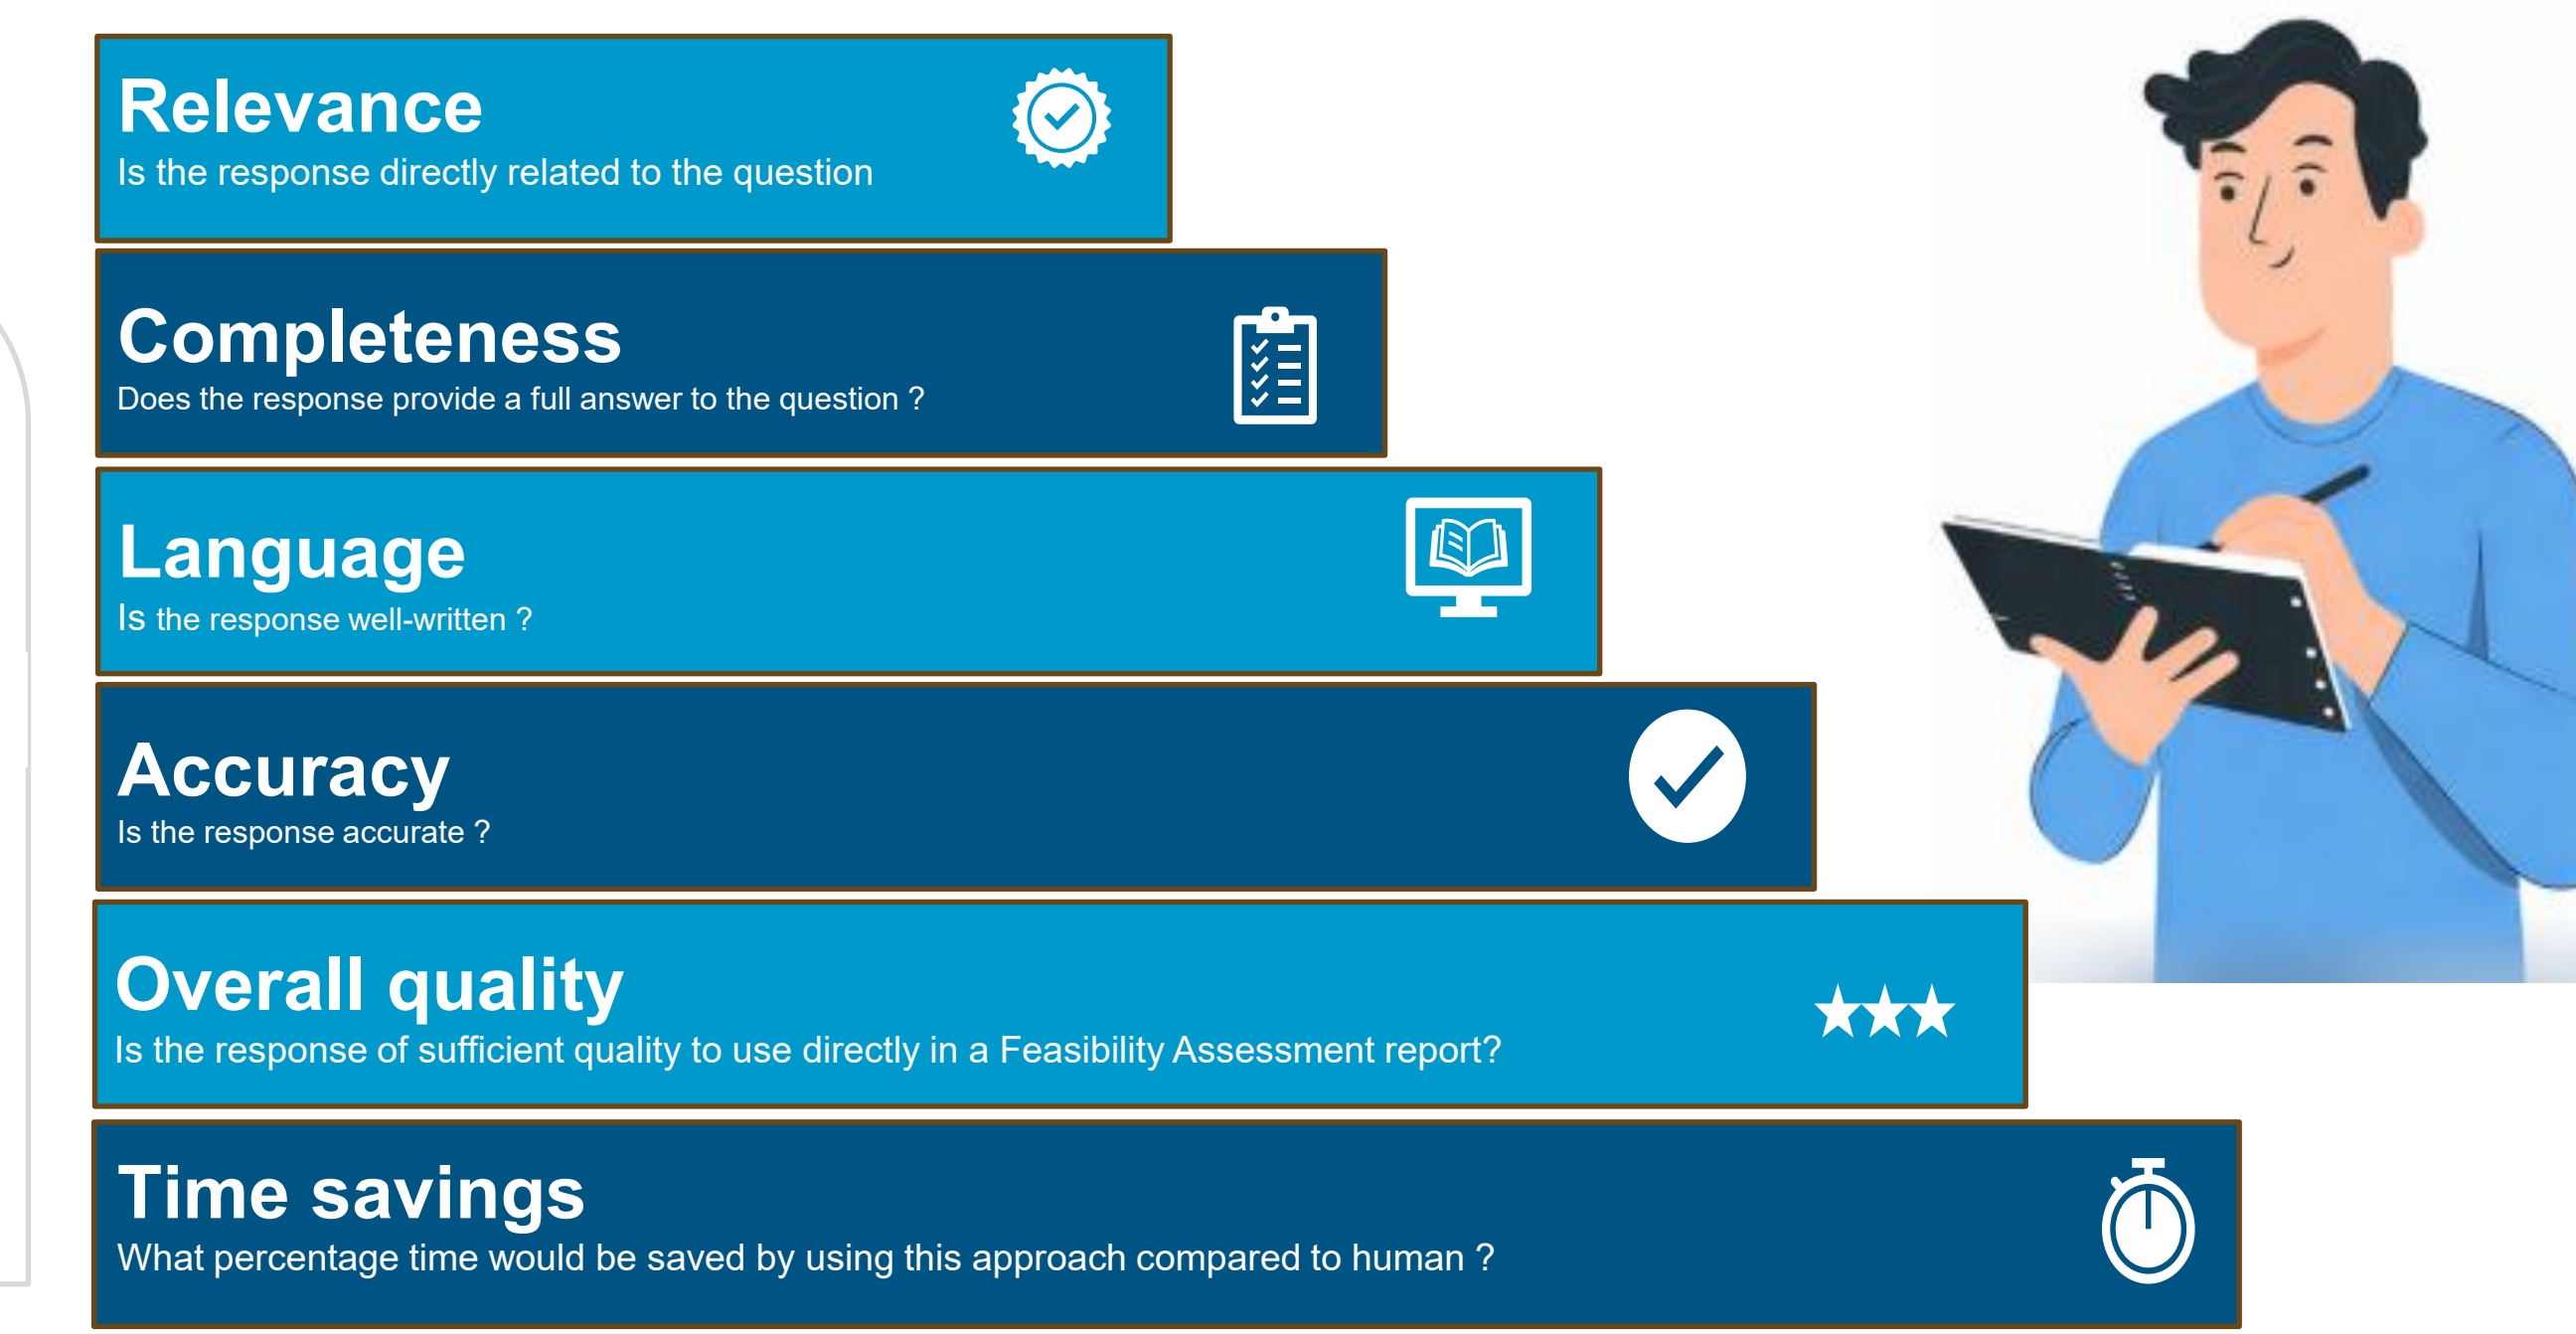 Relevance
Is the response directly related to the question
Completeness
Does the response provide a full answer to the question ?
Language
Is the response well-written ?
Accuracy
Is the response accurate ?
Overall quality
Is the response of sufficient quality to use directly in a Feasibility Assessment report?
Time savings
What percentage time would be saved by using this approach compared to human ?